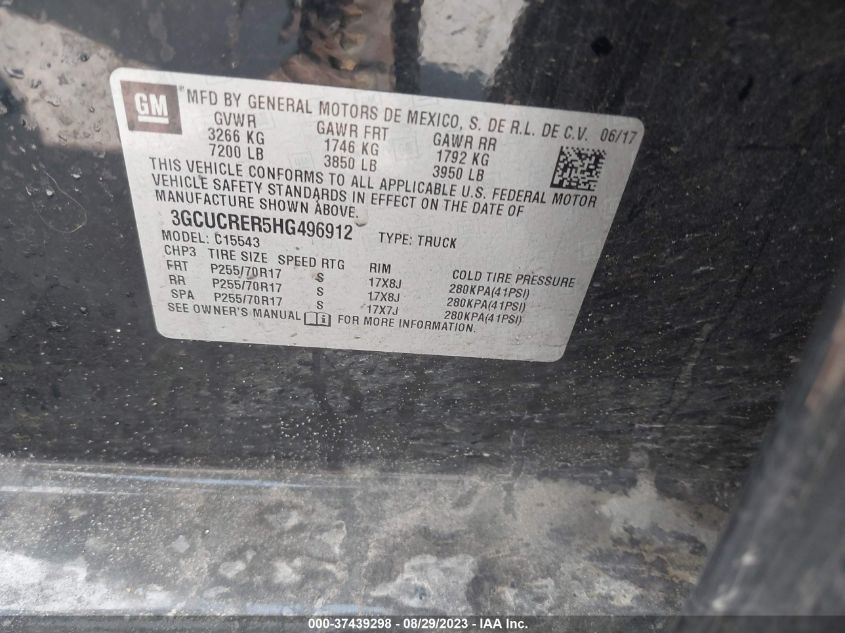 GM
MFD BY GENERAL MOTORS DE MEXICO, S. DE R.L. DE C.V. 06/17
GVWR GAWR FRT GAWR RR
3266 KG 1746 KG 1792 KG
7200 LB 3850 LB 3950 LB
THIS VEHICLE CONFORMS TO ALL APPLICABLE U.S. FEDERAL MOTOR
VEHICLE SAFETY STANDARDS IN EFFECT ON THE DATE OF
MANUFACTURE SHOWN ABOVE.
3GCUCRER5HG496912 TYPE: TRUCK
MODEL: C15543
CHP3 TIRE SIZE SPEED RTG RIM COLD TIRE PRESSURE
FRT P255/70R17 S 17X8J 280KPA(41PSI)
RR P255/70R17 S 17X8J 280KPA(41PSI)
SPA P255/70R17 S 17X7J 280KPA(41PSI)
SEE OWNER'S MANUAL FOR MORE INFORMATION.
000-37439298 - 08/29/2023 - IAA Inc.